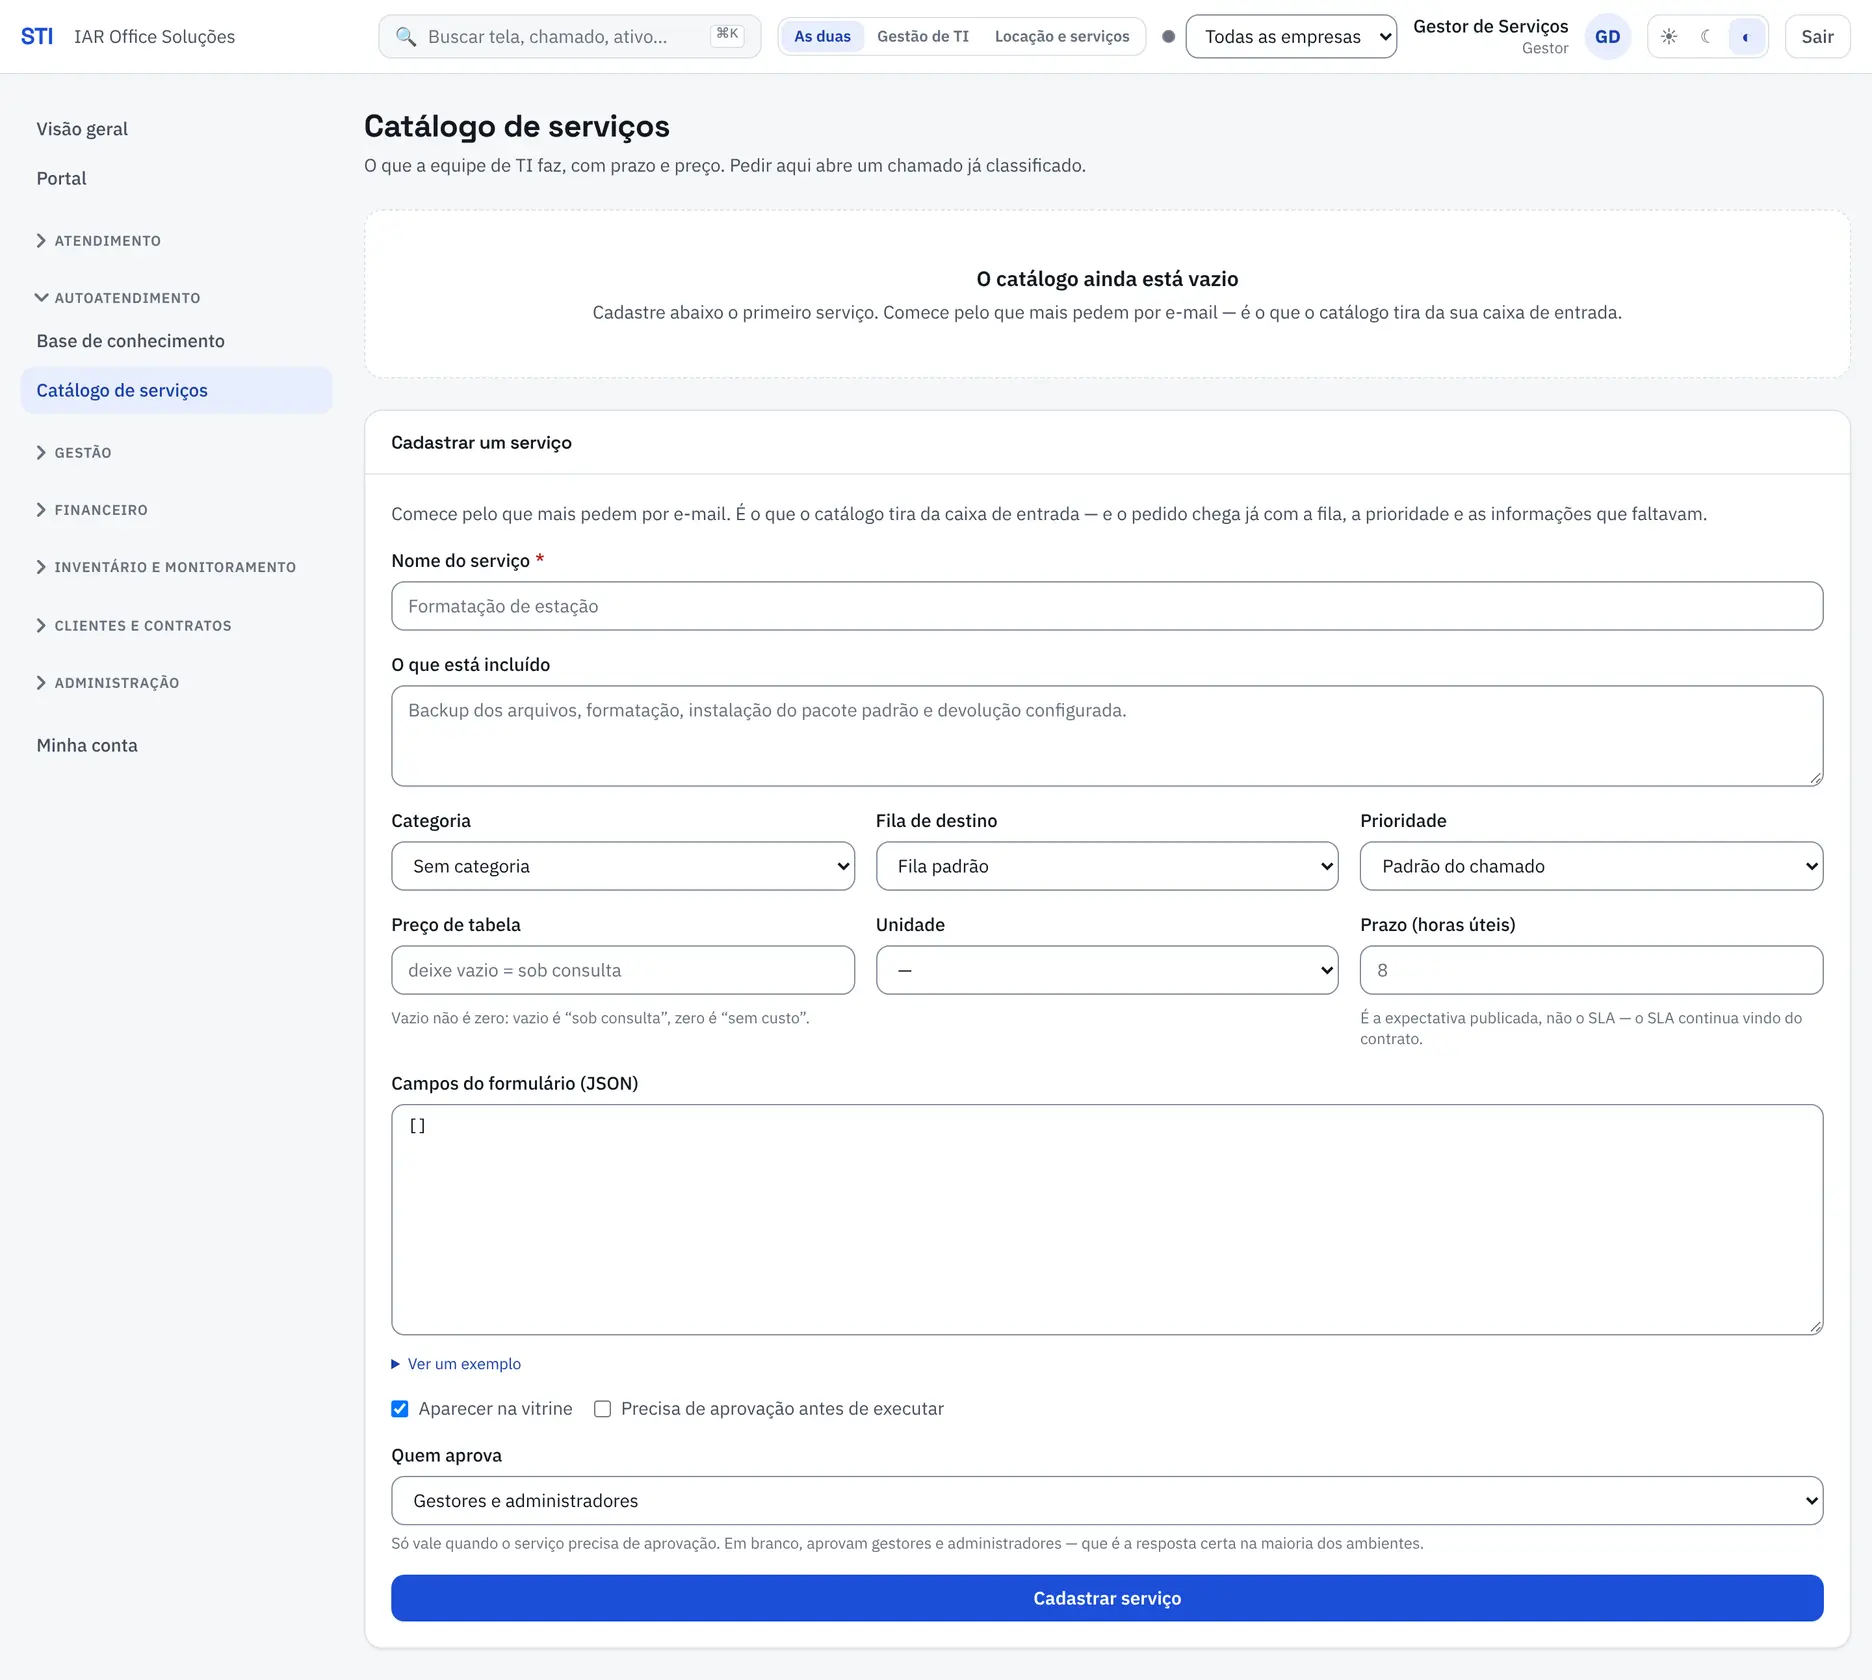 STI IAR Office Soluções
Buscar tela, chamado, ativo... ⌘K
As duas Gestão de TI Locação e serviços
Todas as empresas
Gestor de Serviços
Gestor
GD
Sair
Visão geral
Portal
ATENDIMENTO
AUTOATENDIMENTO
Base de conhecimento
Catálogo de serviços
GESTÃO
FINANCEIRO
INVENTÁRIO E MONITORAMENTO
CLIENTES E CONTRATOS
ADMINISTRAÇÃO
Minha conta
Catálogo de serviços
O que a equipe de TI faz, com prazo e preço. Pedir aqui abre um chamado já classificado.
O catálogo ainda está vazio
Cadastre abaixo o primeiro serviço. Comece pelo que mais pedem por e-mail — é o que o catálogo tira da sua caixa de entrada.
Cadastrar um serviço
Comece pelo que mais pedem por e-mail. É o que o catálogo tira da caixa de entrada — e o pedido chega já com a fila, a prioridade e as informações que faltavam.
Nome do serviço *
Formatação de estação
O que está incluído
Backup dos arquivos, formatação, instalação do pacote padrão e devolução configurada.
Categoria Fila de destino Prioridade
Sem categoria Fila padrão Padrão do chamado
Preço de tabela Unidade Prazo (horas úteis)
deixe vazio = sob consulta — 8
Vazio não é zero: vazio é “sob consulta”, zero é “sem custo”.
É a expectativa publicada, não o SLA — o SLA continua vindo do
contrato.
Campos do formulário (JSON)
[]
Ver um exemplo
Aparecer na vitrine Precisa de aprovação antes de executar
Quem aprova
Gestores e administradores
Só vale quando o serviço precisa de aprovação. Em branco, aprovam gestores e administradores — que é a resposta certa na maioria dos ambientes.
Cadastrar serviço